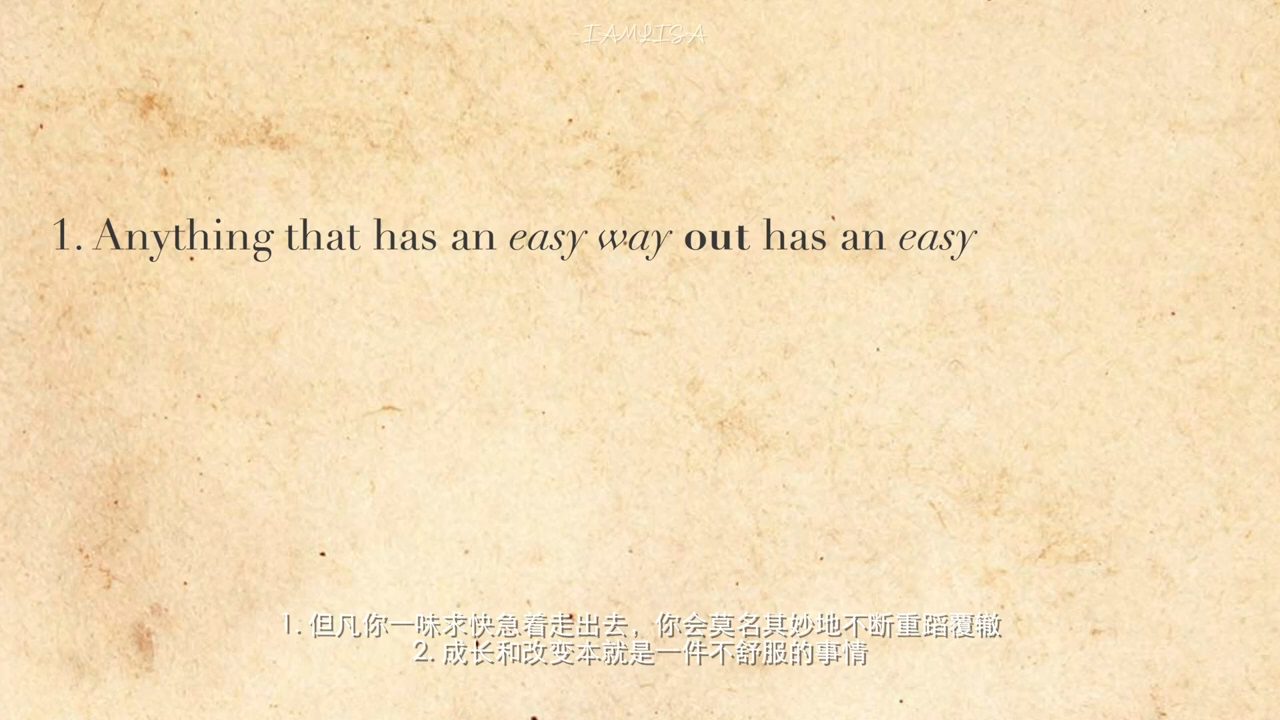 IAMLISA
1. Anything that has an easy way out has an easy
1. 但凡你一味求快急着走出去，你会莫名其妙地不断重蹈覆辙
2. 成长和改变本就是一件不舒服的事情